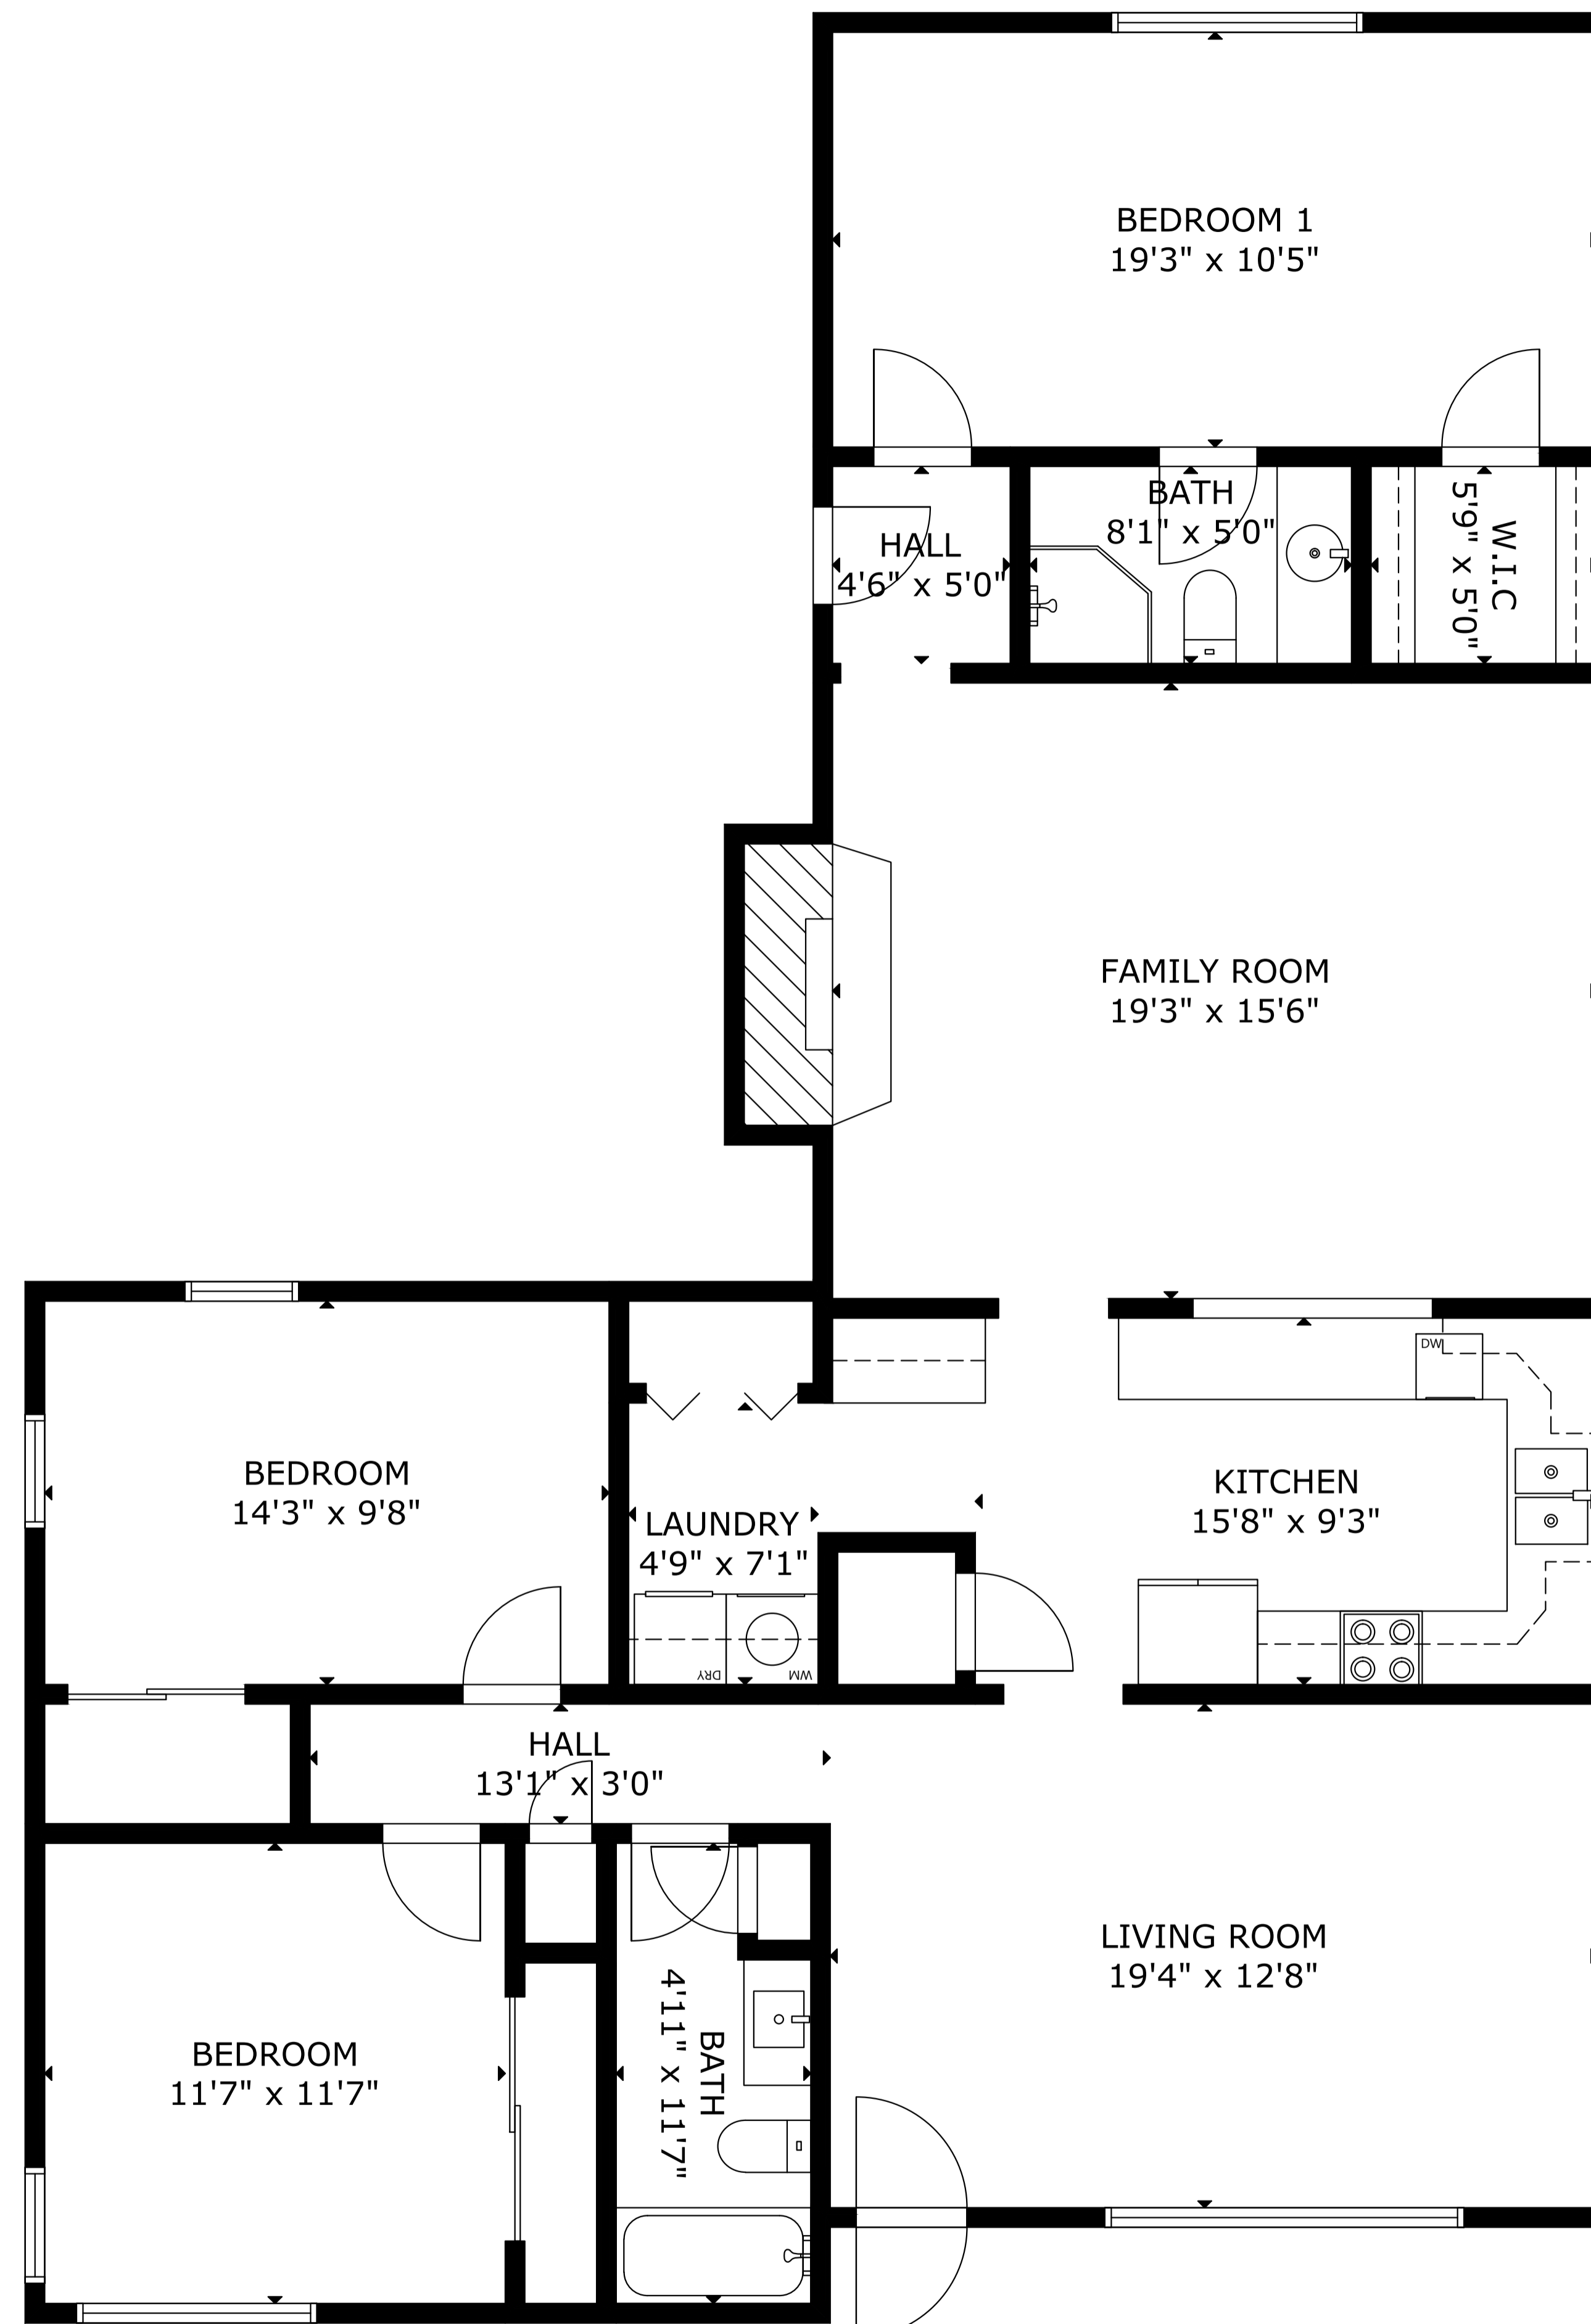 BEDROOM 1
19'3" x 10'5"
BATH
8'1" x 5'0"
HALL
4'6" x 5'0"
W.I.C
5'9" x 5'0"
FAMILY ROOM
19'3" x 15'6"
DW
BEDROOM
14'3" x 9'8"
LAUNDRY
4'9" x 7'1"
KITCHEN
15'8" x 9'3"
DRY
WM
HALL
13'1" x 3'0"
LIVING ROOM
19'4" x 12'8"
BEDROOM
11'7" x 11'7"
BATH
4'11" x 11'7"